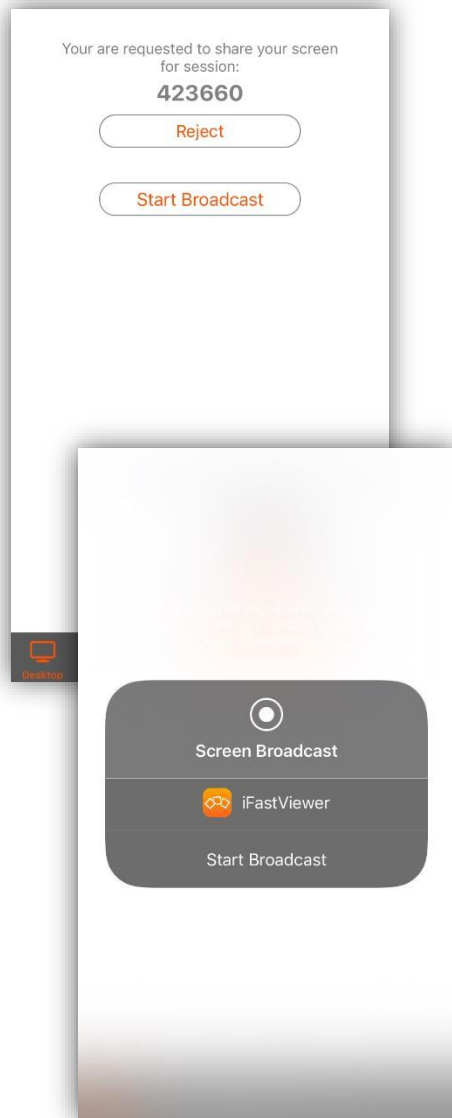 Your are requested to share your screen
for session:
423660
Reject
Start Broadcast
Desktop
Screen Broadcast
iFastViewer
Start Broadcast